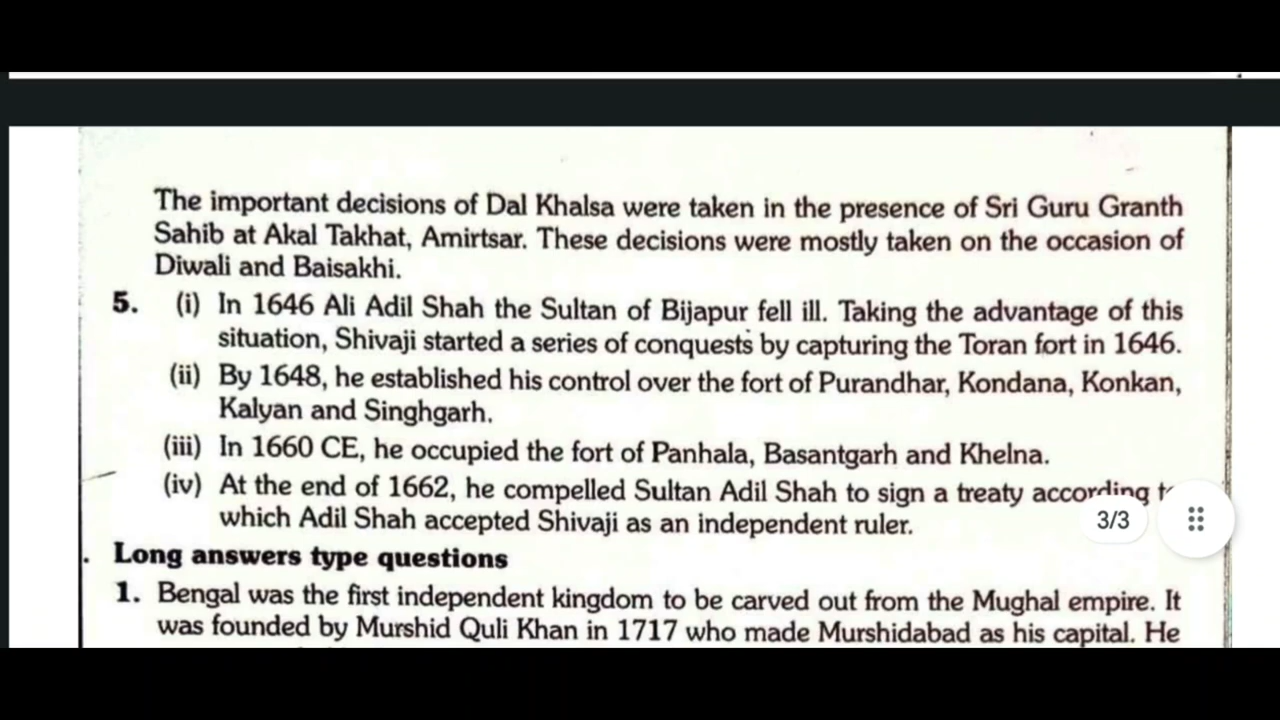 The important decisions of Dal Khalsa were taken in the presence of Sri Guru Granth
Sahib at Akal Takhat, Amirtsar. These decisions were mostly taken on the occasion of
Diwali and Baisakhi.
5. (i) In 1646 Ali Adil Shah the Sultan of Bijapur fell ill. Taking the advantage of this
situation, Shivaji started a series of conquests by capturing the Toran fort in 1646.
(ii) By 1648, he established his control over the fort of Purandhar, Kondana, Konkan,
Kalyan and Singhgarh.
(iii) In 1660 CE, he occupied the fort of Panhala, Basantgarh and Khelna.
(iv) At the end of 1662, he compelled Sultan Adil Shah to sign a treaty according
which Adil Shah accepted Shivaji as an independent ruler.
3/3
. Long answers type questions
1. Bengal was the first independent kingdom to be carved out from the Mughal empire. It
was founded by Murshid Quli Khan in 1717 who made Murshidabad as his capital. He